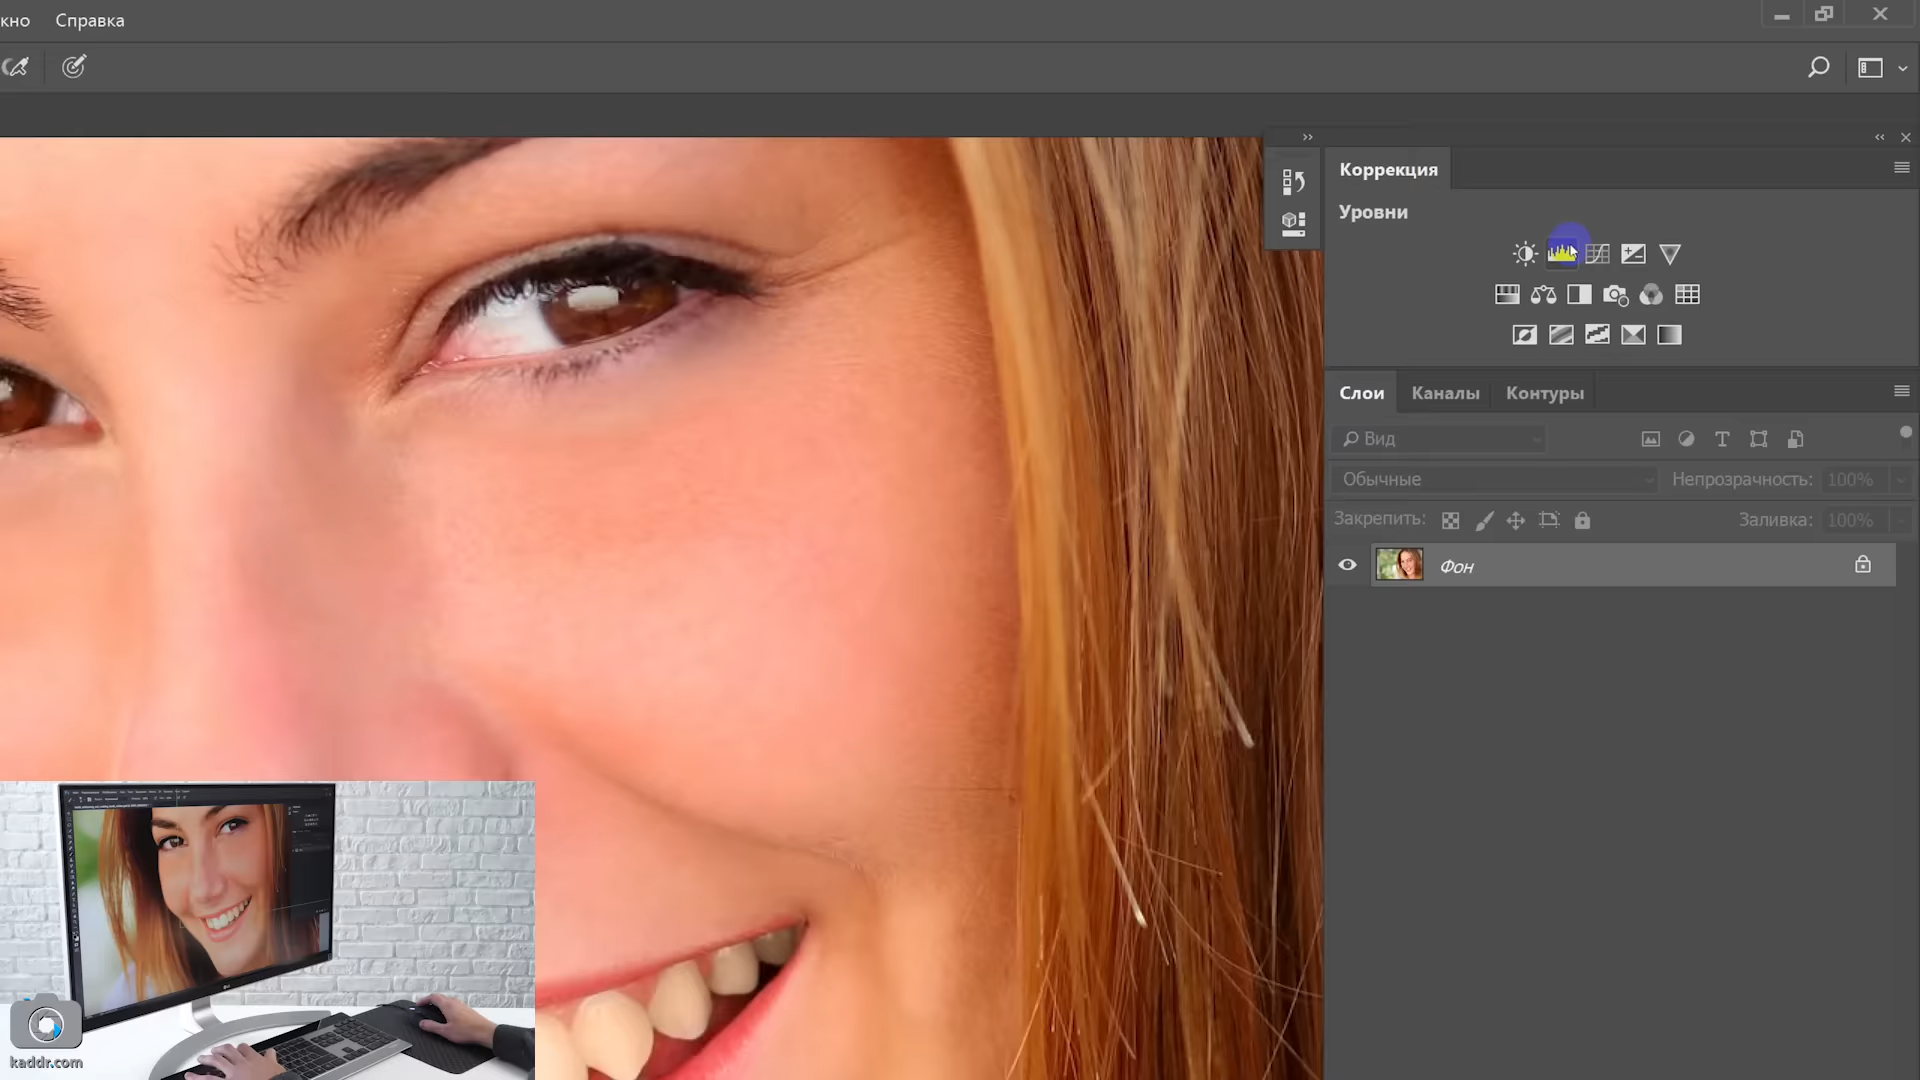 кно Справка
Коррекция
Уровни
Слои Каналы Контуры
Вид
Обычные Непрозрачность: 100%
Закрепить: Заливка: 100%
Фон
kaddr.com